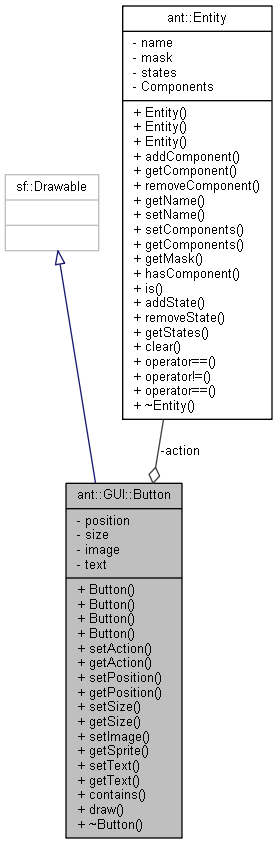 ant::Entity
- name
- mask
- states
- Components
+ Entity()
+ Entity()
+ Entity()
+ addComponent()
+ getComponent()
+ removeComponent()
+ getName()
+ setName()
+ setComponents()
+ getComponents()
+ getMask()
+ hasComponent()
+ is()
+ addState()
+ removeState()
+ getStates()
+ clear()
+ operator==()
+ operator!=()
+ operator==()
+ ~Entity()
sf::Drawable
-action
ant::GUI::Button
- position
- size
- image
- text
+ Button()
+ Button()
+ Button()
+ Button()
+ setAction()
+ getAction()
+ setPosition()
+ getPosition()
+ setSize()
+ getSize()
+ setImage()
+ getSprite()
+ setText()
+ getText()
+ contains()
+ draw()
+ ~Button()